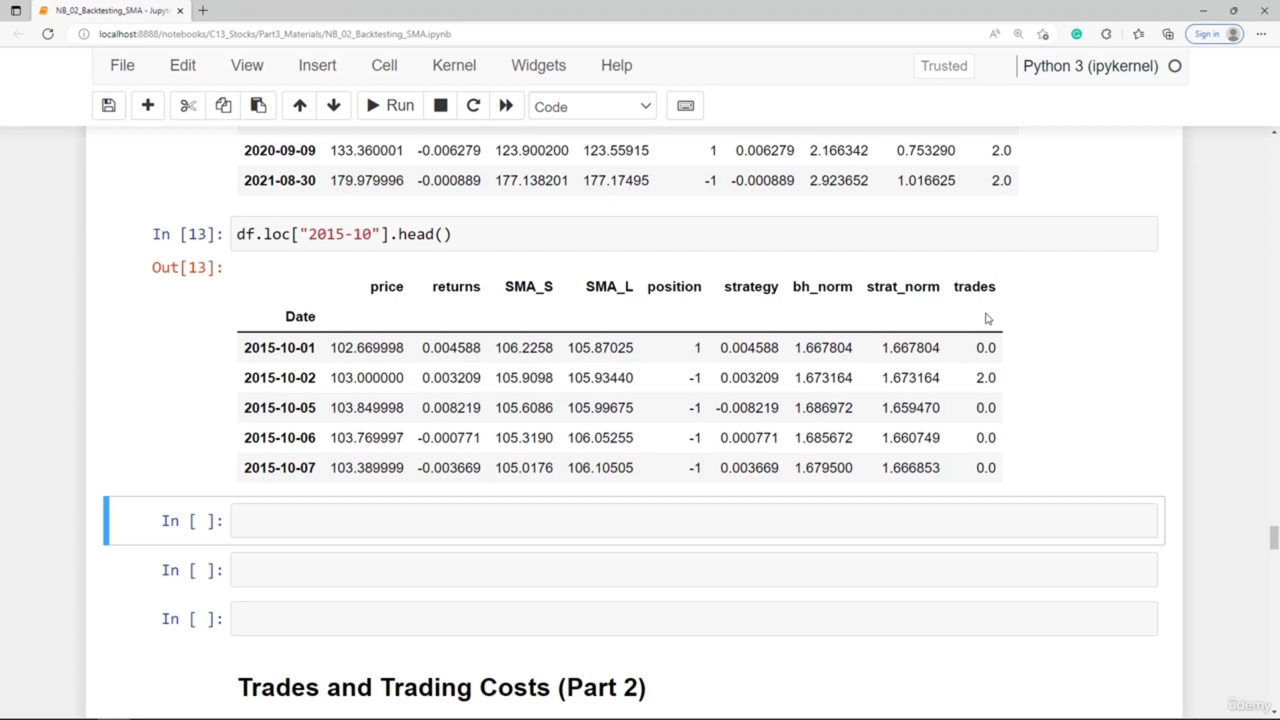 NB_02_Backtesting_SMA - Jupyt
localhost:8888/notebooks/C13_Stocks/Part3_Materials/NB_02_Backtesting_SMA.ipynb
Sign in
File Edit View Insert Cell Kernel Widgets Help Trusted Python 3 (ipykernel)
Run Code
2020-09-09 133.360001 -0.006279 123.900200 123.55915 1 0.006279 2.166342 0.753290 2.0
2021-08-30 179.979996 -0.000889 177.138201 177.17495 -1 -0.000889 2.923652 1.016625 2.0
In [13]: df.loc["2015-10"].head()
Out[13]:
price returns SMA_S SMA_L position strategy bh_norm strat_norm trades
Date
2015-10-01 102.669998 0.004588 106.2258 105.87025 1 0.004588 1.667804 1.667804 0.0
2015-10-02 103.000000 0.003209 105.9098 105.93440 -1 0.003209 1.673164 1.673164 2.0
2015-10-05 103.849998 0.008219 105.6086 105.99675 -1 -0.008219 1.686972 1.659470 0.0
2015-10-06 103.769997 -0.000771 105.3190 106.05255 -1 0.000771 1.685672 1.660749 0.0
2015-10-07 103.389999 -0.003669 105.0176 106.10505 -1 0.003669 1.679500 1.666853 0.0
In [ ]:
In [ ]:
In [ ]:
Trades and Trading Costs (Part 2)
ûdemy